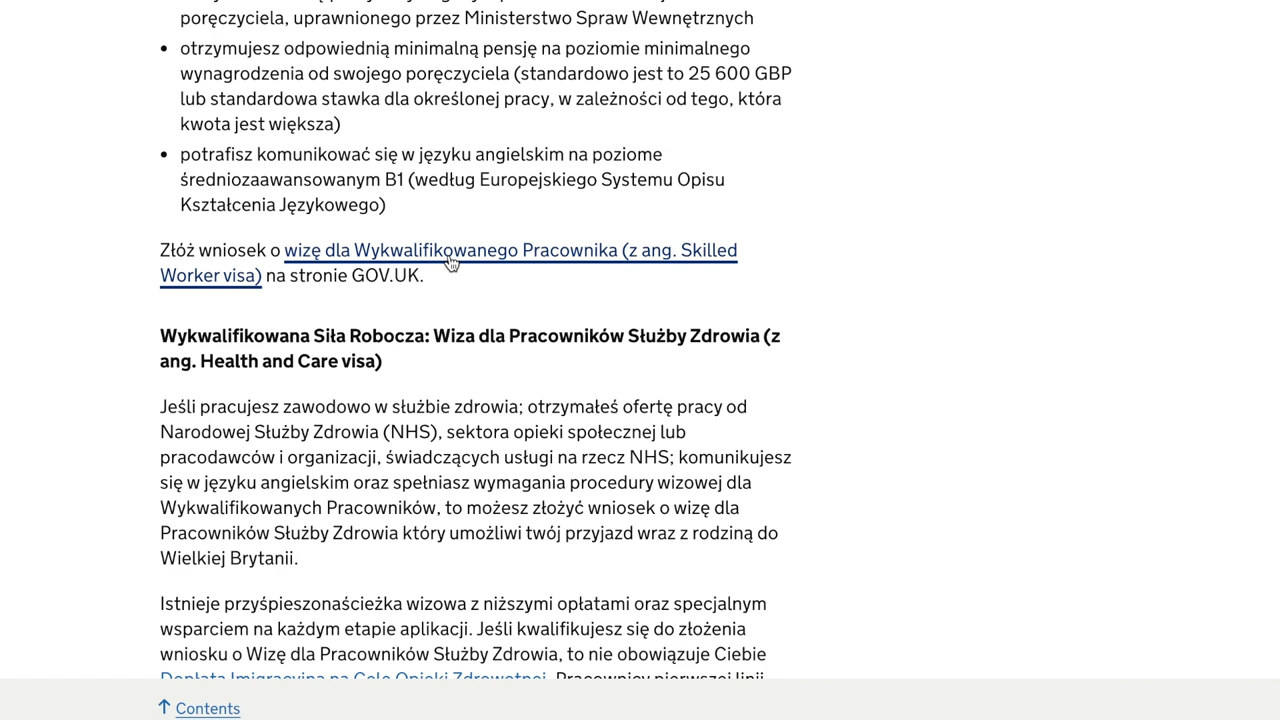 poręczyciela, uprawnionego przez Ministerstwo Spraw Wewnętrznych
• otrzymujesz odpowiednią minimalną pensję na poziomie minimalnego
wynagrodzenia od swojego poręczyciela (standardowo jest to 25 600 GBP
lub standardowa stawka dla określonej pracy, w zależności od tego, która
kwota jest większa)
• potrafisz komunikować się w języku angielskim na poziome
średniozaawansowanym B1 (według Europejskiego Systemu Opisu
Kształcenia Językowego)
Złóż wniosek o wizę dla Wykwalifikowanego Pracownika (z ang. Skilled
Worker visa) na stronie GOV.UK.
Wykwalifikowana Siła Robocza: Wiza dla Pracowników Służby Zdrowia (z
ang. Health and Care visa)
Jeśli pracujesz zawodowo w służbie zdrowia; otrzymałeś ofertę pracy od
Narodowej Służby Zdrowia (NHS), sektora opieki społecznej lub
pracodawców i organizacji, świadczących usługi na rzecz NHS; komunikujesz
się w języku angielskim oraz spełniasz wymagania procedury wizowej dla
Wykwalifikowanych Pracowników, to możesz złożyć wniosek o wizę dla
Pracowników Służby Zdrowia który umożliwi twój przyjazd wraz z rodziną do
Wielkiej Brytanii.
Istnieje przyśpieszonaścieżka wizowa z niższymi opłatami oraz specjalnym
wsparciem na każdym etapie aplikacji. Jeśli kwalifikujesz się do złożenia
wniosku o Wizę dla Pracowników Służby Zdrowia, to nie obowiązuje Ciebie
Dopłata Imigracyjna na Cele Opieki Zdrowotnej. Pracownicy pierwszej linii
↑ Contents